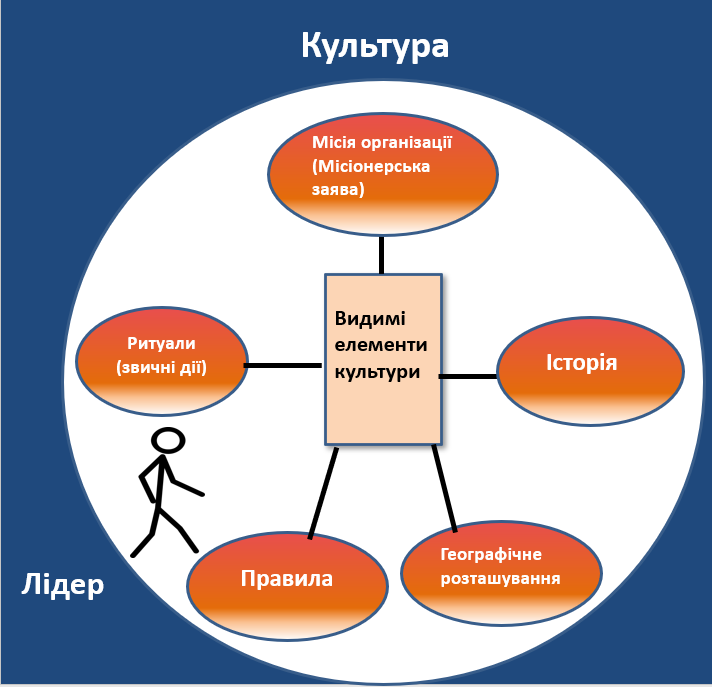 Культура
Місія організації
(Місіонерська
заява)
Видимі
елементи
культури
Ритуали
(звичні дії)
Історія
Правила
Географічне
розташування
Лідер